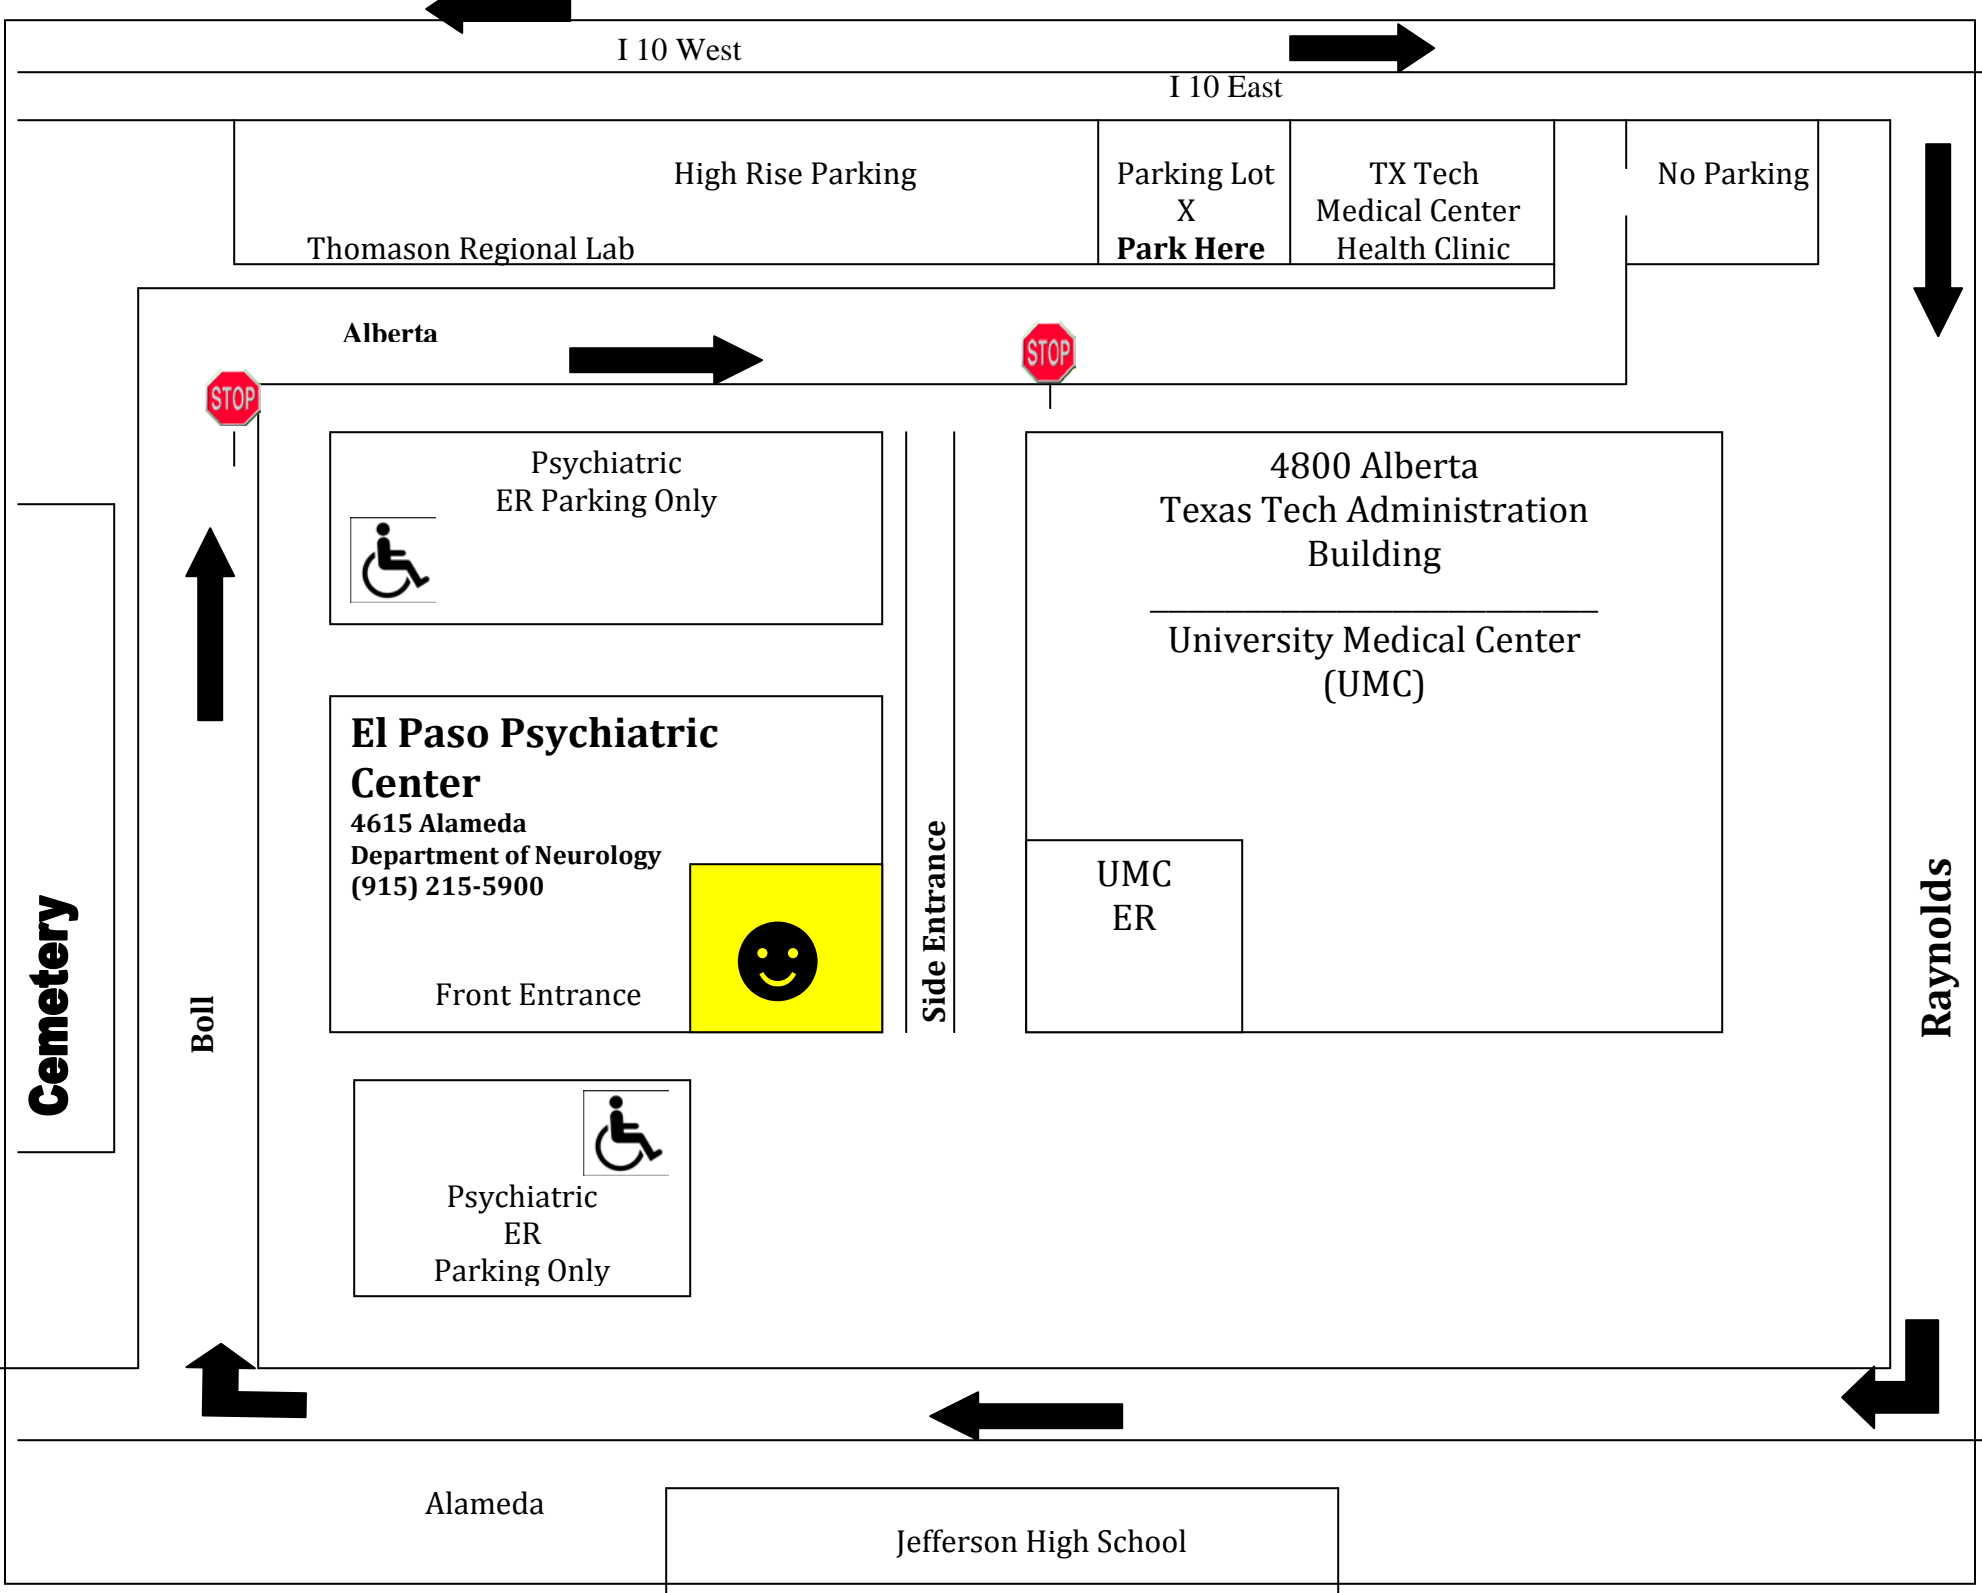 I 10 West
I 10 East
High Rise Parking
Thomason Regional Lab
Parking Lot
X
Park Here
TX Tech
Medical Center
Health Clinic
No Parking
Alberta
STOP
STOP
Psychiatric
ER Parking Only
4800 Alberta
Texas Tech Administration
Building
University Medical Center
(UMC)
El Paso Psychiatric
Center
4615 Alameda
Department of Neurology
(915) 215-5900
Front Entrance
Side Entrance
UMC
ER
Cemetery
Boll
Raynolds
Psychiatric
ER
Parking Only
Alameda
Jefferson High School